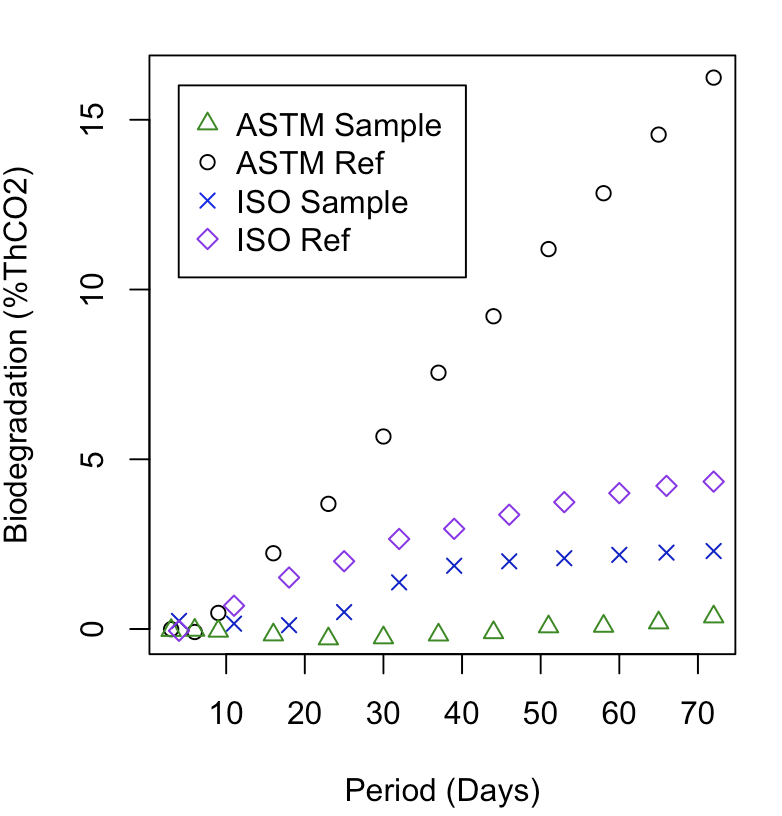 Biodegradation (%ThCO2)
15
10
5
0
ASTM Sample
ASTM Ref
ISO Sample
ISO Ref
10 20 30 40 50 60 70
Period (Days)